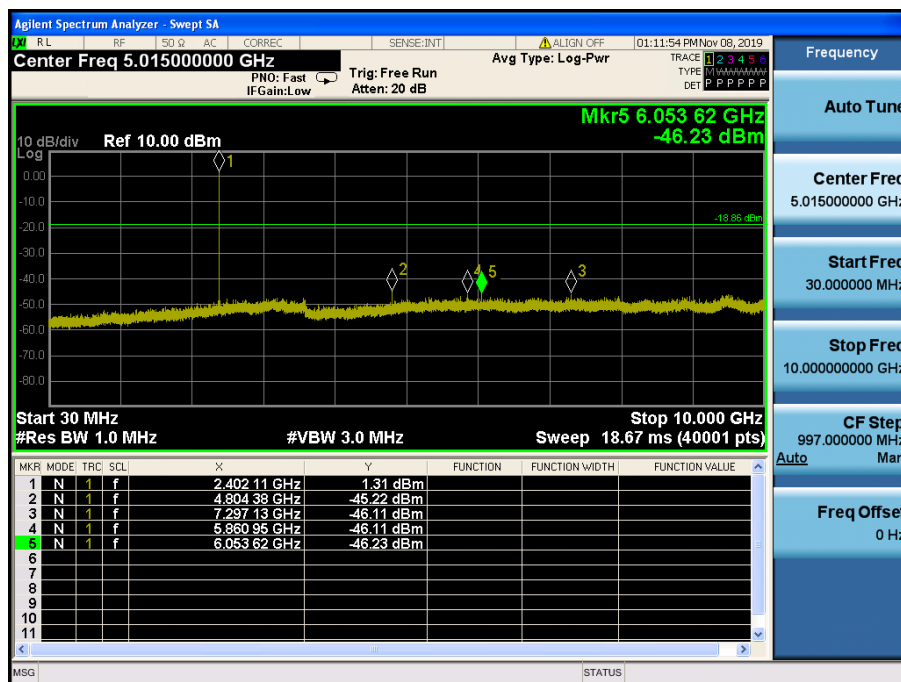 Agilent Spectrum Analyzer - Swept SA
LXI RL RF 50 Ω AC CORREC SENSE:INT ALIGN OFF 01:11:54 PM Nov 08, 2019
Center Freq 5.015000000 GHz Avg Type: Log-Pwr TRACE 1 2 3 4 5 6
PNO: Fast Trig: Free Run TYPE M W W W W W
IFGain:Low Atten: 20 dB DET P P P P P P
Mkr5 6.053 62 GHz
-46.23 dBm
10 dB/div Ref 10.00 dBm
Log
1
0.00
-10.0
-18.86 dBm
-20.0
-30.0
2 4 5 3
-40.0
-50.0
-60.0
-70.0
-80.0
Start 30 MHz Stop 10.000 GHz
#Res BW 1.0 MHz #VBW 3.0 MHz Sweep 18.67 ms (40001 pts)
MKR MODE TRC SCL X Y FUNCTION FUNCTION WIDTH FUNCTION VALUE
1 N 1 f 2.402 11 GHz 1.31 dBm
2 N 1 f 4.804 38 GHz -45.22 dBm
3 N 1 f 7.297 13 GHz -46.11 dBm
4 N 1 f 5.860 95 GHz -46.11 dBm
5 N 1 f 6.053 62 GHz -46.23 dBm
6
7
8
9
10
11
MSG STATUS
Frequency
Auto Tune
Center Freq
5.015000000 GHz
Start Freq
30.000000 MHz
Stop Freq
10.000000000 GHz
CF Step
997.000000 MHz
Auto Man
Freq Offset
0 Hz